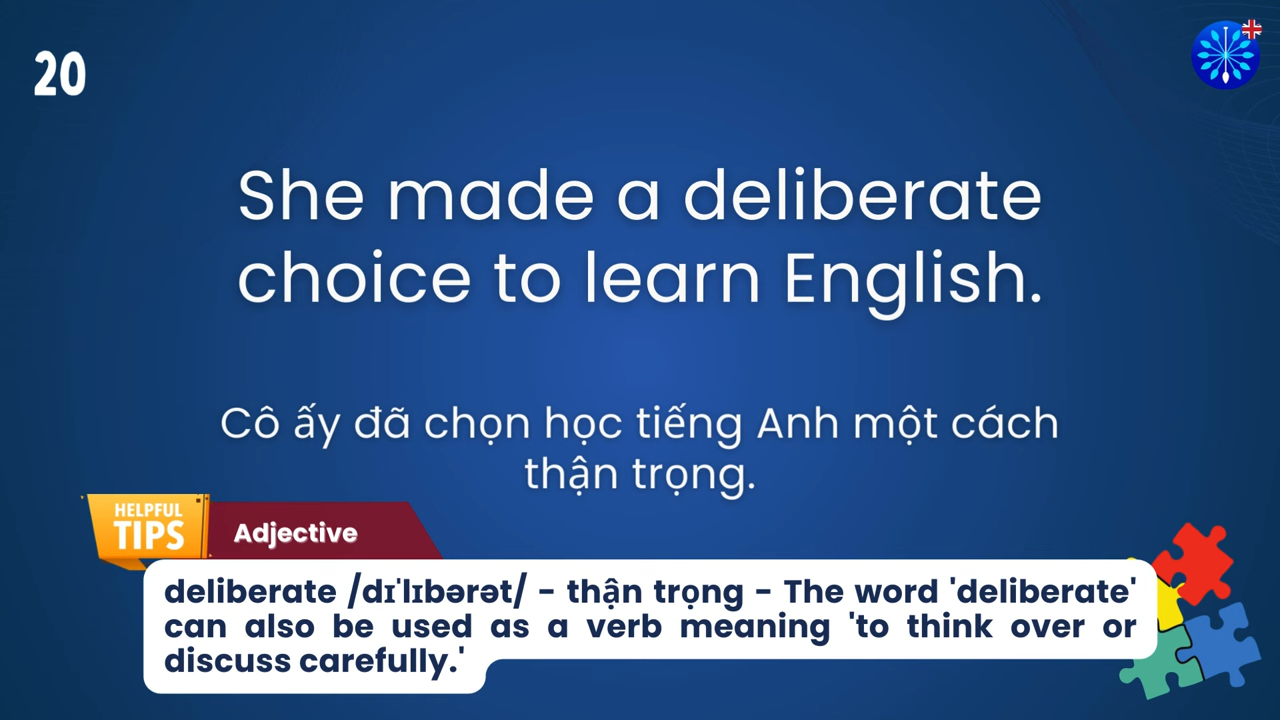 20
She made a deliberate
choice to learn English.
Cô ấy đã chọn học tiếng Anh một cách
thận trọng.
HELPFUL
TIPS
Adjective
deliberate /dɪˈlɪbərət/ - thận trọng - The word 'deliberate'
can also be used as a verb meaning 'to think over or
discuss carefully.'